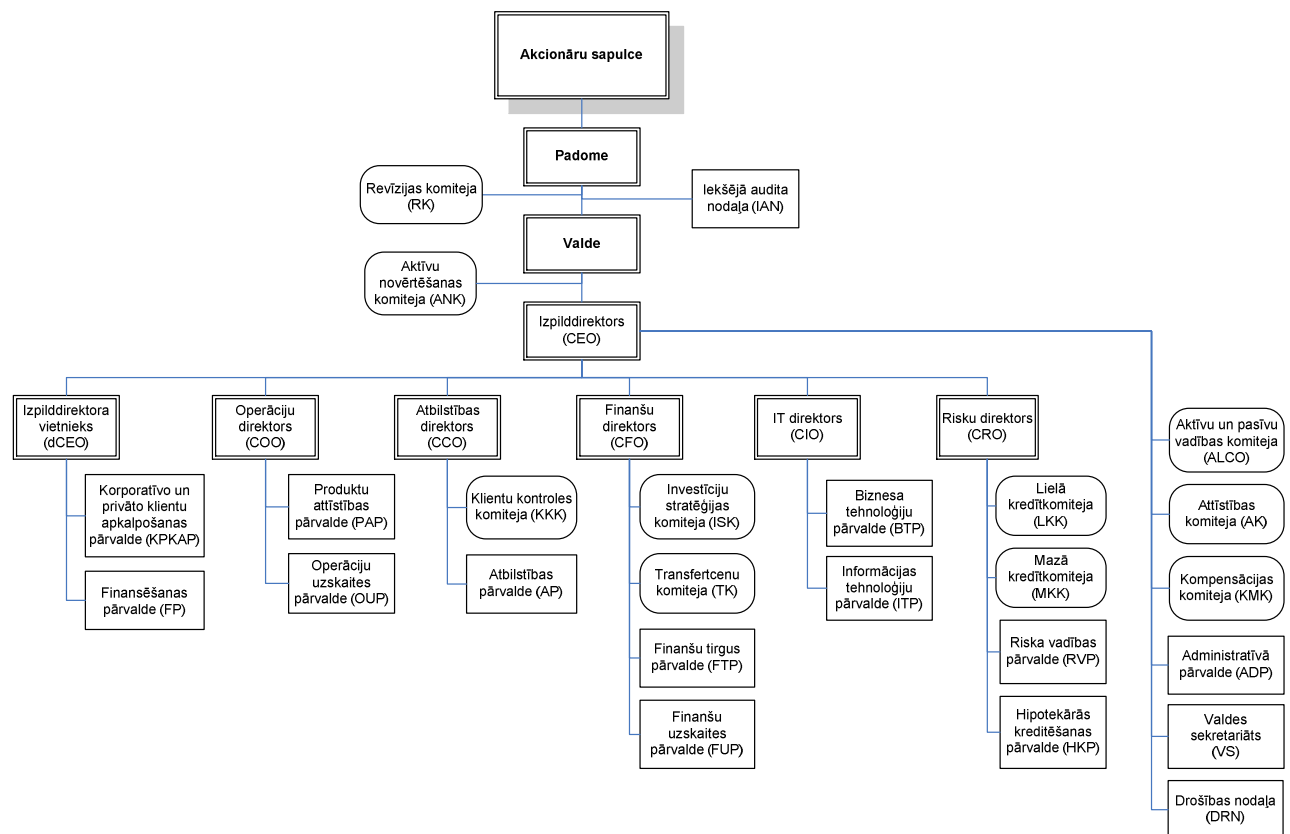 Akcionāru sapulce
Padome
Revīzijas komiteja
(RK)
Iekšējā audita
nodaļa (IAN)
Valde
Aktīvu
novērtēšanas
komiteja (ANK)
Izpilddirektors
(CEO)
Izpilddirektora
vietnieks
(dCEO)
Operāciju
direktors
(COO)
Atbilstības
direktors
(CCO)
Finanšu
direktors
(CFO)
IT direktors
(CIO)
Risku direktors
(CRO)
Korporatīvo un
privāto klientu
apkalpošanas
pārvalde (KPKAP)
Finansēšanas
pārvalde (FP)
Produktu
attīstības
pārvalde (PAP)
Operāciju
uzskaites
pārvalde (OUP)
Klientu kontroles
komiteja (KKK)
Atbilstības
pārvalde (AP)
Investīciju
stratēģijas
komiteja (ISK)
Transfertcenu
komiteja (TK)
Finanšu tirgus
pārvalde
(FTP)
Finanšu
uzskaites
pārvalde (FUP)
Biznesa
tehnoloģiju
pārvalde (BTP)
Informācijas
tehnoloģiju
pārvalde (ITP)
Lielā
kredītkomiteja
(LKK)
Mazā
kredītkomiteja
(MKK)
Riska vadības
pārvalde (RVP)
Hipotekārās
kreditēšanas
pārvalde (HKP)
Aktīvu un pasīvu
vadības komiteja
(ALCO)
Attīstības
komiteja (AK)
Kompensācijas
komiteja (KMK)
Administratīvā
pārvalde (ADP)
Valdes
sekretariāts
(VS)
Drošības nodaļa
(DRN)